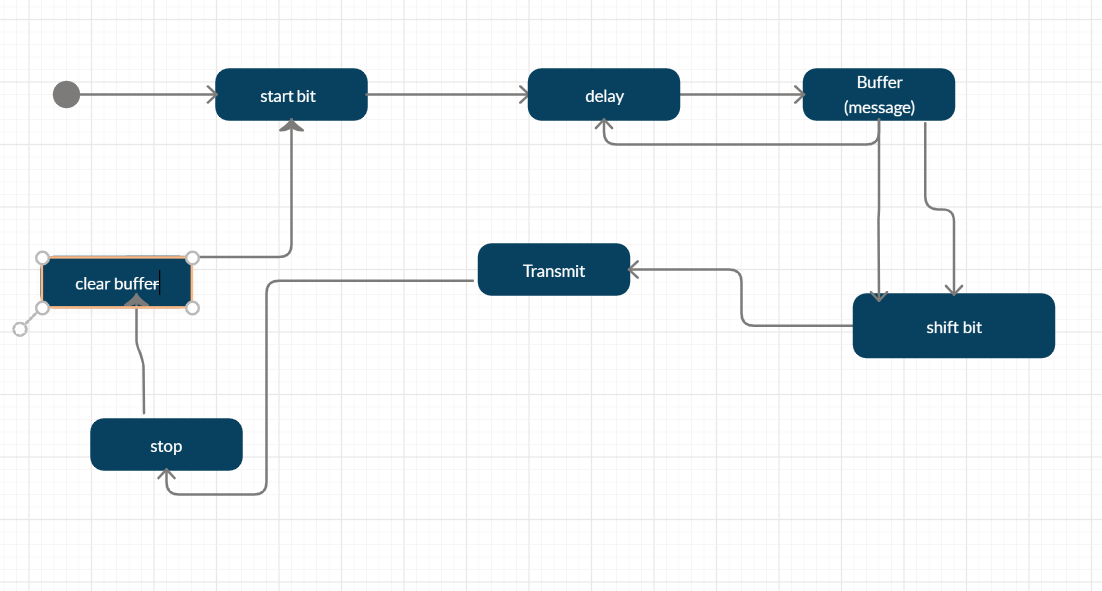 start bit
delay
Buffer
(message)
clear buffer
Transmit
shift bit
stop